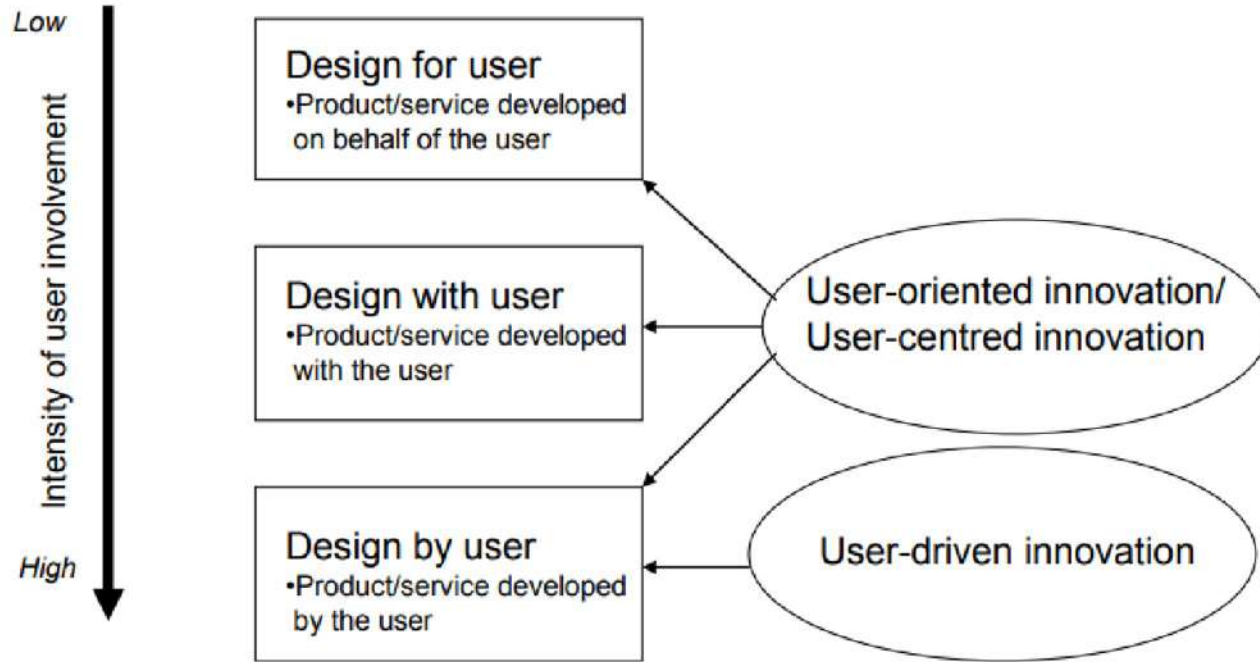 Low
Intensity of user involvement
High
Design for user
•Product/service developed
on behalf of the user
Design with user
•Product/service developed
with the user
Design by user
•Product/service developed
by the user
User-oriented innovation/
User-centred innovation
User-driven innovation